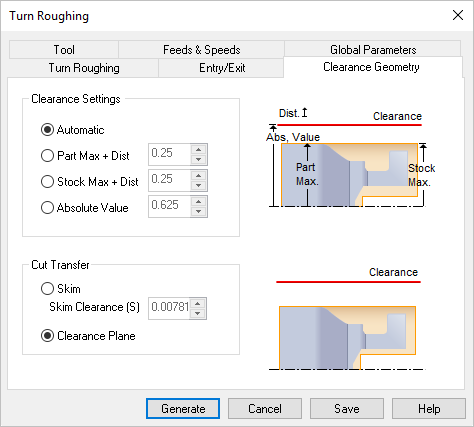 Turn Roughing
Tool
Feeds & Speeds
Global Parameters
Turn Roughing
Entry/Exit
Clearance Geometry
Clearance Settings
Automatic
Part Max + Dist
0.25
Stock Max + Dist
0.25
Absolute Value
0.625
Dist.
Clearance
Abs. Value
Part
Max.
Stock
Max.
Cut Transfer
Skim
Skim Clearance (S)
0.00781
Clearance Plane
Clearance
Generate
Cancel
Save
Help